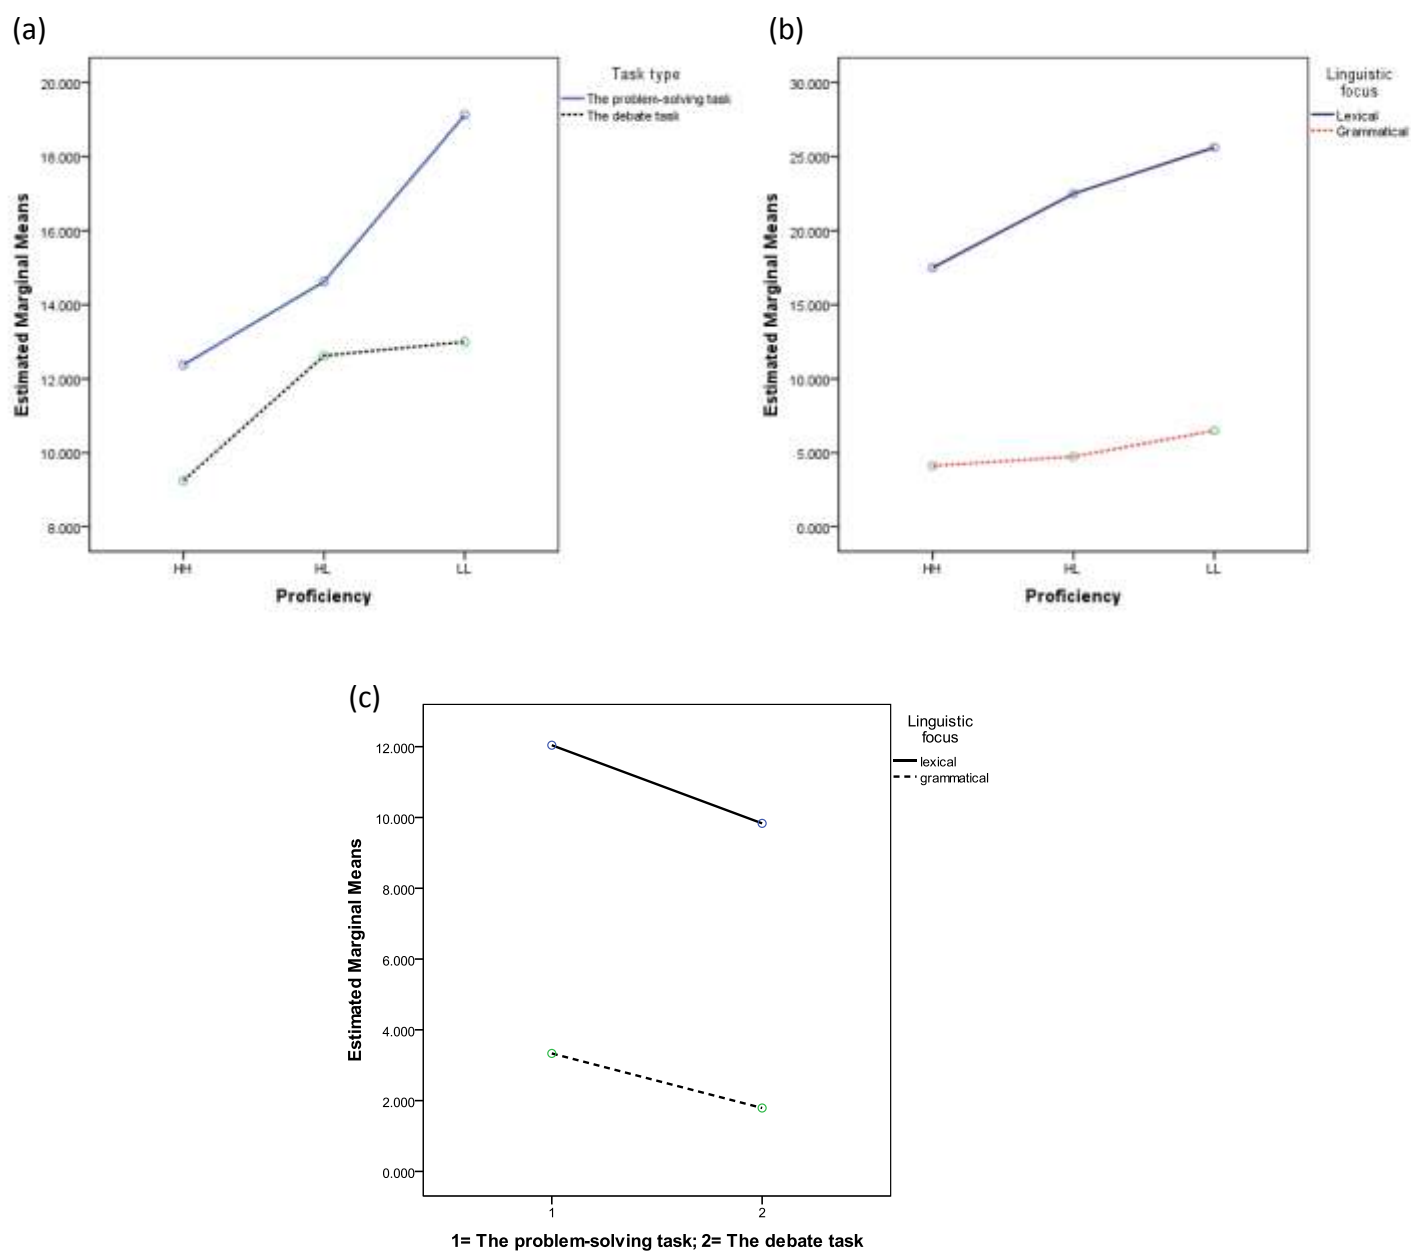 (a)
Task type
The problem-solving task
The debate task
20.000
18.000
16.000
14.000
12.000
10.000
8.000
Estimated Marginal Means
HH HL LL
Proficiency
(b)
Linguistic
focus
Lexical
Grammatical
30.000
25.000
20.000
15.000
10.000
5.000
0.000
Estimated Marginal Means
HH HL LL
Proficiency
(c)
Linguistic
focus
lexical
grammatical
12.000
10.000
8.000
6.000
4.000
2.000
0.000
Estimated Marginal Means
1 2
1= The problem-solving task; 2= The debate task